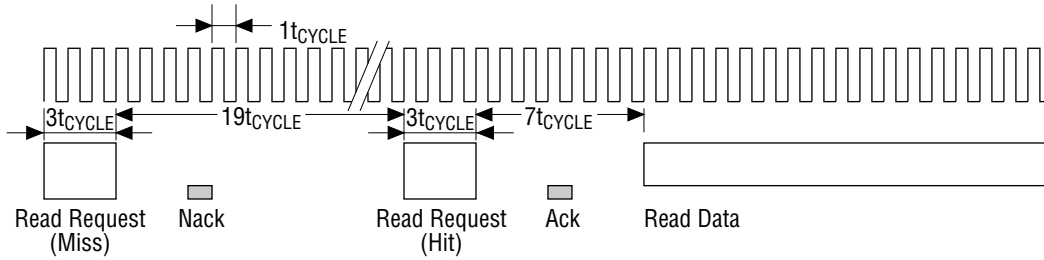 1tCYCLE
3tCYCLE 19tCYCLE 3tCYCLE 7tCYCLE
Read Request Nack Read Request Ack Read Data
(Miss) (Hit)